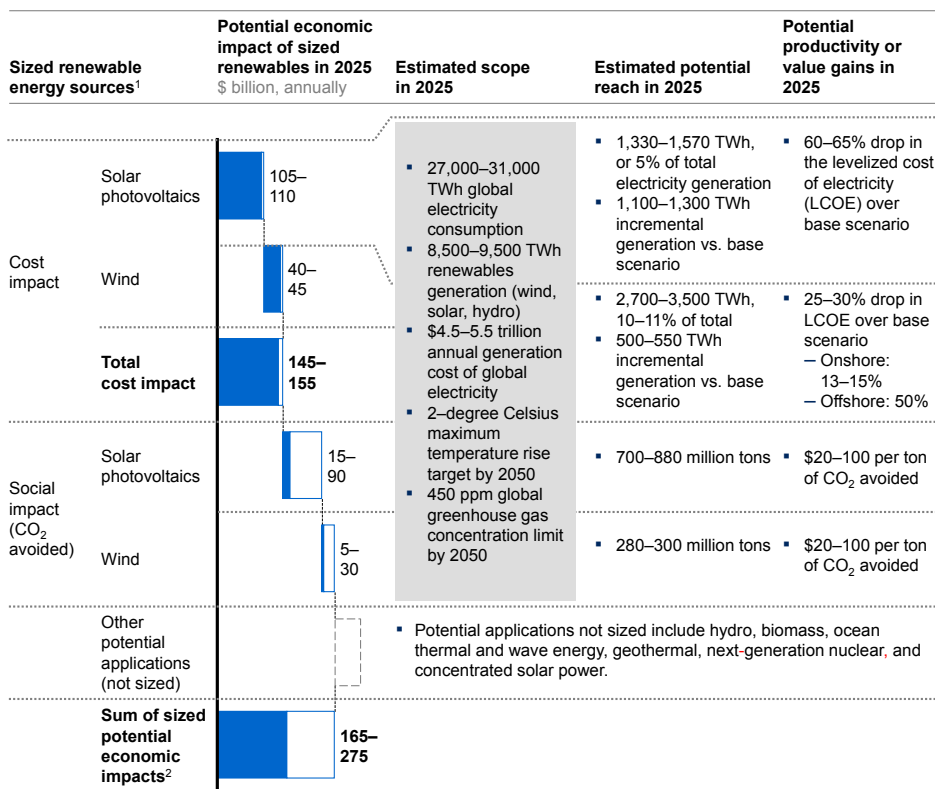 Sized renewable
energy sources1
Potential economic
impact of sized
renewables in 2025
$ billion, annually
Estimated scope
in 2025
Estimated potential
reach in 2025
Potential
productivity or
value gains in
2025
Cost
impact
Solar
photovoltaics
105–
110
Wind
40–
45
Total
cost impact
145–
155
Social
impact
(CO2
avoided)
Solar
photovoltaics
15–
90
Wind
5–
30
Other
potential
applications
(not sized)
Sum of sized
potential
economic
impacts2
165–
275
▪ 27,000–31,000
TWh global
electricity
consumption
▪ 8,500–9,500 TWh
renewables
generation (wind,
solar, hydro)
▪ $4.5–5.5 trillion
annual generation
cost of global
electricity
▪ 2–degree Celsius
maximum
temperature rise
target by 2050
▪ 450 ppm global
greenhouse gas
concentration limit
by 2050
▪ 1,330–1,570 TWh,
or 5% of total
electricity generation
▪ 1,100–1,300 TWh
incremental
generation vs. base
scenario
▪ 60–65% drop in
the levelized cost
of electricity
(LCOE) over
base scenario
▪ 2,700–3,500 TWh,
10–11% of total
▪ 500–550 TWh
incremental
generation vs. base
scenario
▪ 25–30% drop in
LCOE over base
scenario
— Onshore:
13–15%
— Offshore: 50%
▪ 700–880 million tons
▪ $20–100 per ton
of CO2 avoided
▪ 280–300 million tons
▪ $20–100 per ton
of CO2 avoided
▪ Potential applications not sized include hydro, biomass, ocean
thermal and wave energy, geothermal, next-generation nuclear, and
concentrated solar power.